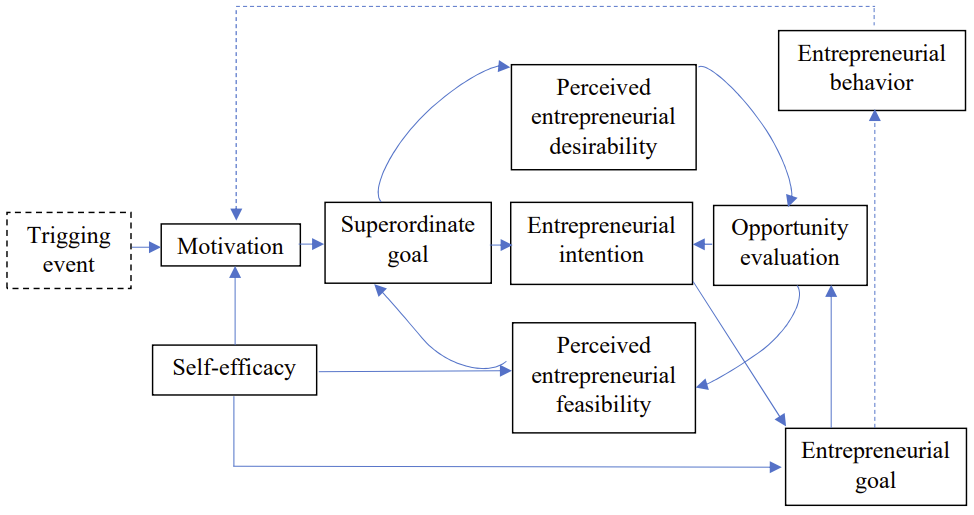 Entrepreneurial
behavior
Perceived
entrepreneurial
desirability
Trigging
event
Motivation
Superordinate
goal
Entrepreneurial
intention
Opportunity
evaluation
Self-efficacy
Perceived
entrepreneurial
feasibility
Entrepreneurial
goal